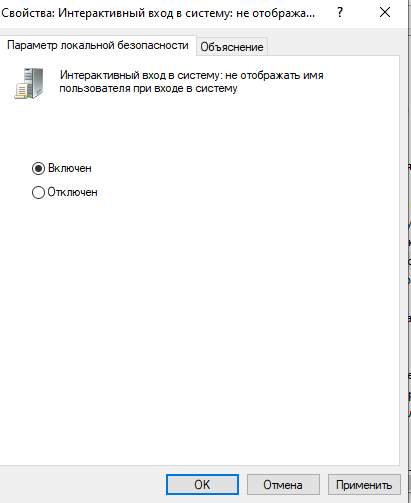 Свойства: Интерактивный вход в систему: не отобража...
?
Параметр локальной безопасности
Объяснение
Интерактивный вход в систему: не отображать имя
пользователя при входе в систему
Включен
Отключен
OK
Отмена
Применить